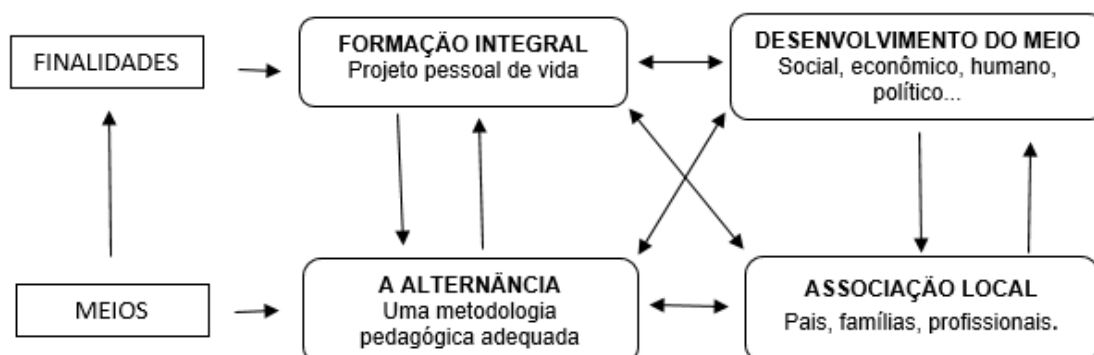 FINALIDADES
FORMAÇÃO INTEGRAL
Projeto pessoal de vida
DESENVOLVIMENTO DO MEIO
Social, econômico, humano,
político...
MEIOS
A ALTERNÂNCIA
Uma metodologia
pedagógica adequada
ASSOCIAÇÃO LOCAL
Pais, famílias, profissionais.